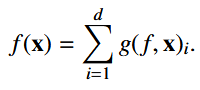 f(𝐱) = ∑_{i=1}^{d} g(f, 𝐱)_i.